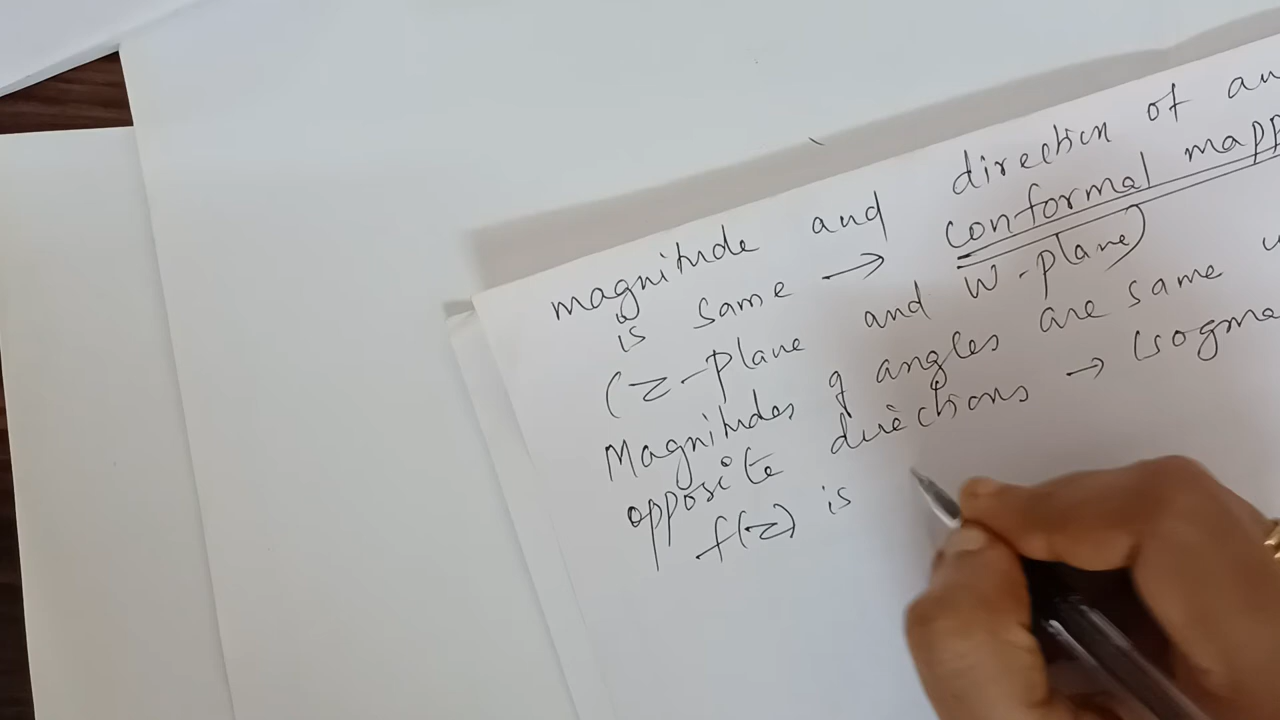 magnitude and direction of an
is same → conformal mapp
(z-plane and w-plane)
Magnitudes of angles are same
opposite directions → isogma
f(z) is